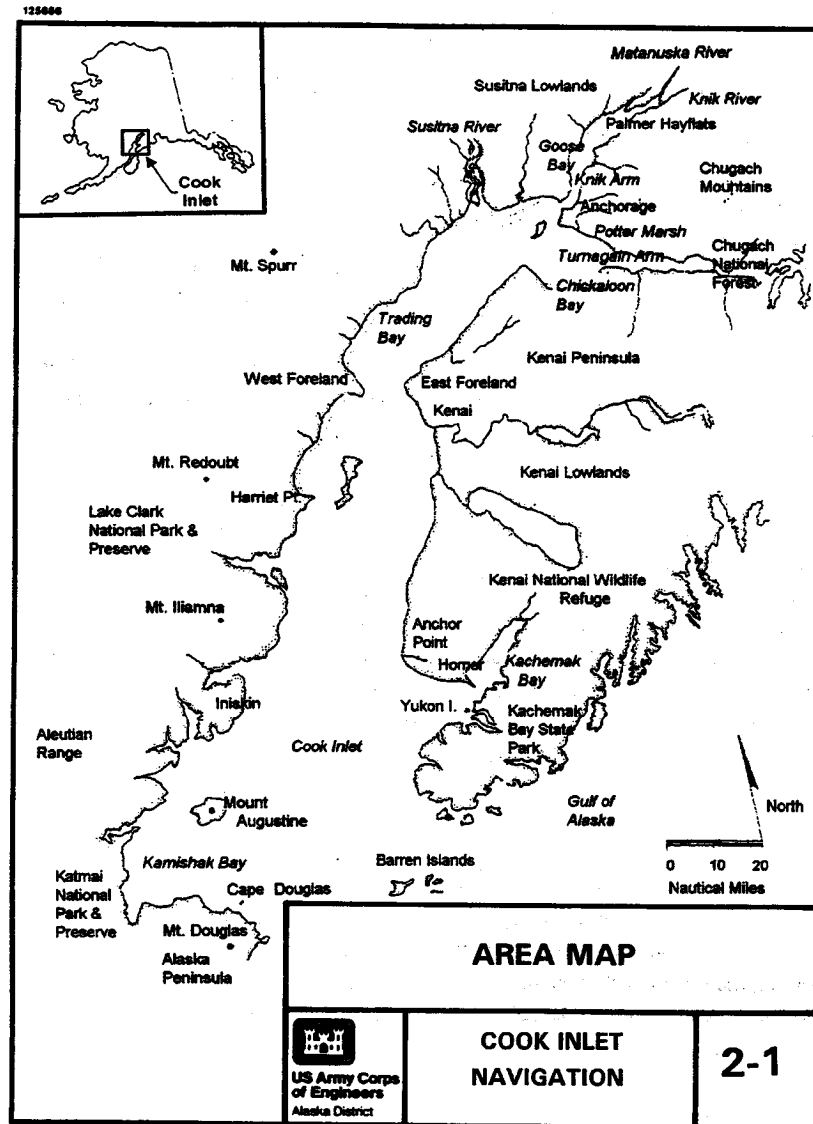 125686
Cook
Inlet
Matanuska River
Susitna Lowlands
Knik River
Susitna River
Palmer Hayflats
Goose
Bay
Knik Arm
Chugach
Mountains
Anchorage
Potter Marsh
Turnagain Arm
Chugach
National
Forest
Mt. Spurr
Chickaloon
Bay
Trading
Bay
Kenai Peninsula
West Foreland
East Foreland
Kenai
Mt. Redoubt
Kenai Lowlands
Harriet Pt.
Lake Clark
National Park &
Preserve
Kenai National Wildlife
Refuge
Mt. Iliamna
Anchor
Point
Homer
Kachemak
Bay
Iniskin
Yukon I.
Kachemak
Bay State
Park
Aleutian
Range
Cook Inlet
Gulf of
Alaska
North
Mount
Augustine
0 10 20
Nautical Miles
Kamishak Bay
Barren Islands
Katmai
National
Park &
Preserve
Cape Douglas
Mt. Douglas
Alaska
Peninsula
AREA MAP
US Army Corps
of Engineers
Alaska District
COOK INLET
NAVIGATION
2-1